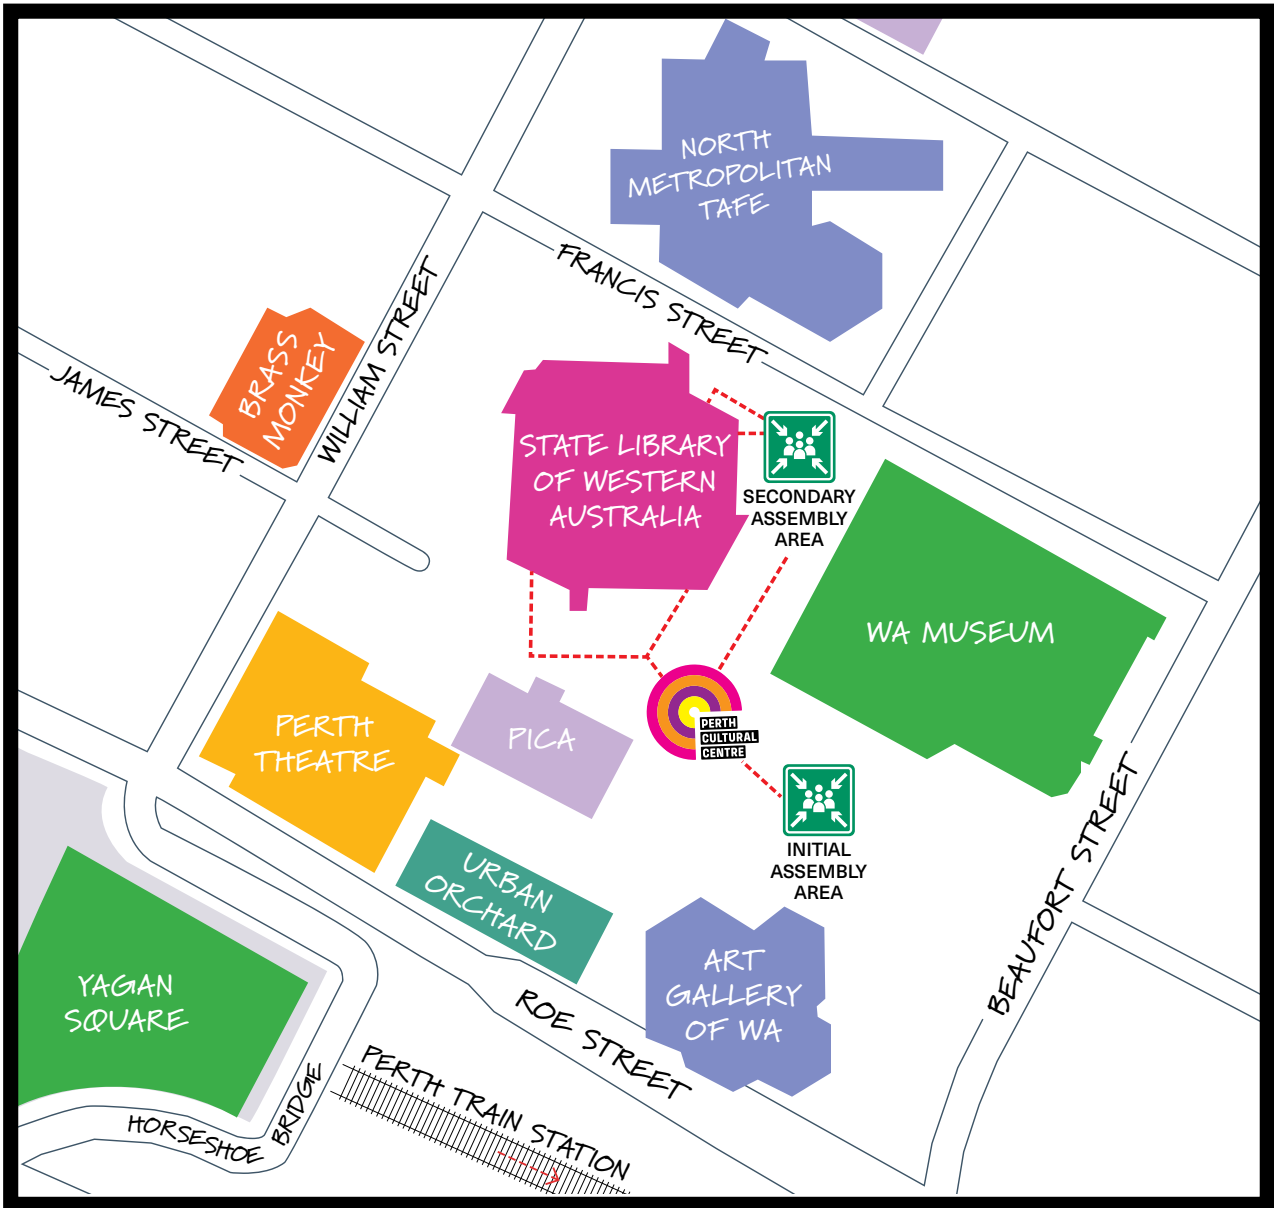 NORTH
METROPOLITAN
TAFE
FRANCIS STREET
WILLIAM STREET
BRASS
MONKEY
JAMES STREET
STATE LIBRARY
OF WESTERN
AUSTRALIA
SECONDARY
ASSEMBLY
AREA
WA MUSEUM
PERTH
THEATRE
PICA
PERTH
CULTURAL
CENTRE
INITIAL
ASSEMBLY
AREA
URBAN
ORCHARD
BEAUFORT STREET
ART
GALLERY
OF WA
YAGAN
SQUARE
ROE STREET
PERTH TRAIN STATION
HORSESHOE
BRIDGE